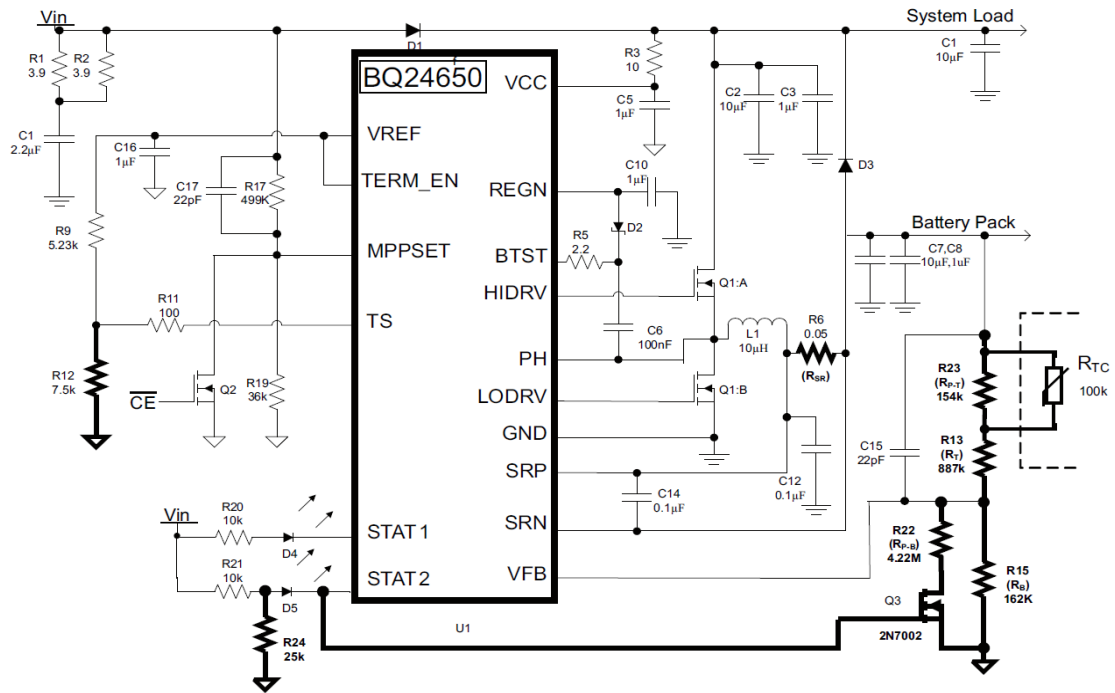 Vin
System Load
D1
R1
3.9
R2
3.9
R3
10
C1
10µF
BQ24650
VCC
C2
10µF
C3
1µF
C5
1µF
C1
2.2µF
C16
1µF
VREF
TERM_EN
C17
22pF
R17
499K
C10
1µF
REGN
D3
D2
R9
5.23k
MPPSET
BTST
R5
2.2
Battery Pack
C7,C8
10µF,1uF
HIDRV
Q1:A
R11
100
TS
C6
100nF
L1
10µH
R6
0.05
(RSR)
PH
R12
7.5k
CE
Q2
R19
36k
LODRV
Q1:B
GND
R23
(RP-T)
154k
RTC
100k
R13
(RT)
887k
C15
22pF
SRP
C14
0.1µF
C12
0.1µF
SRN
Vin
R20
10k
D4
STAT1
R21
10k
D5
STAT2
VFB
R22
(RP-B)
4.22M
R15
(RB)
162K
Q3
2N7002
R24
25k
U1